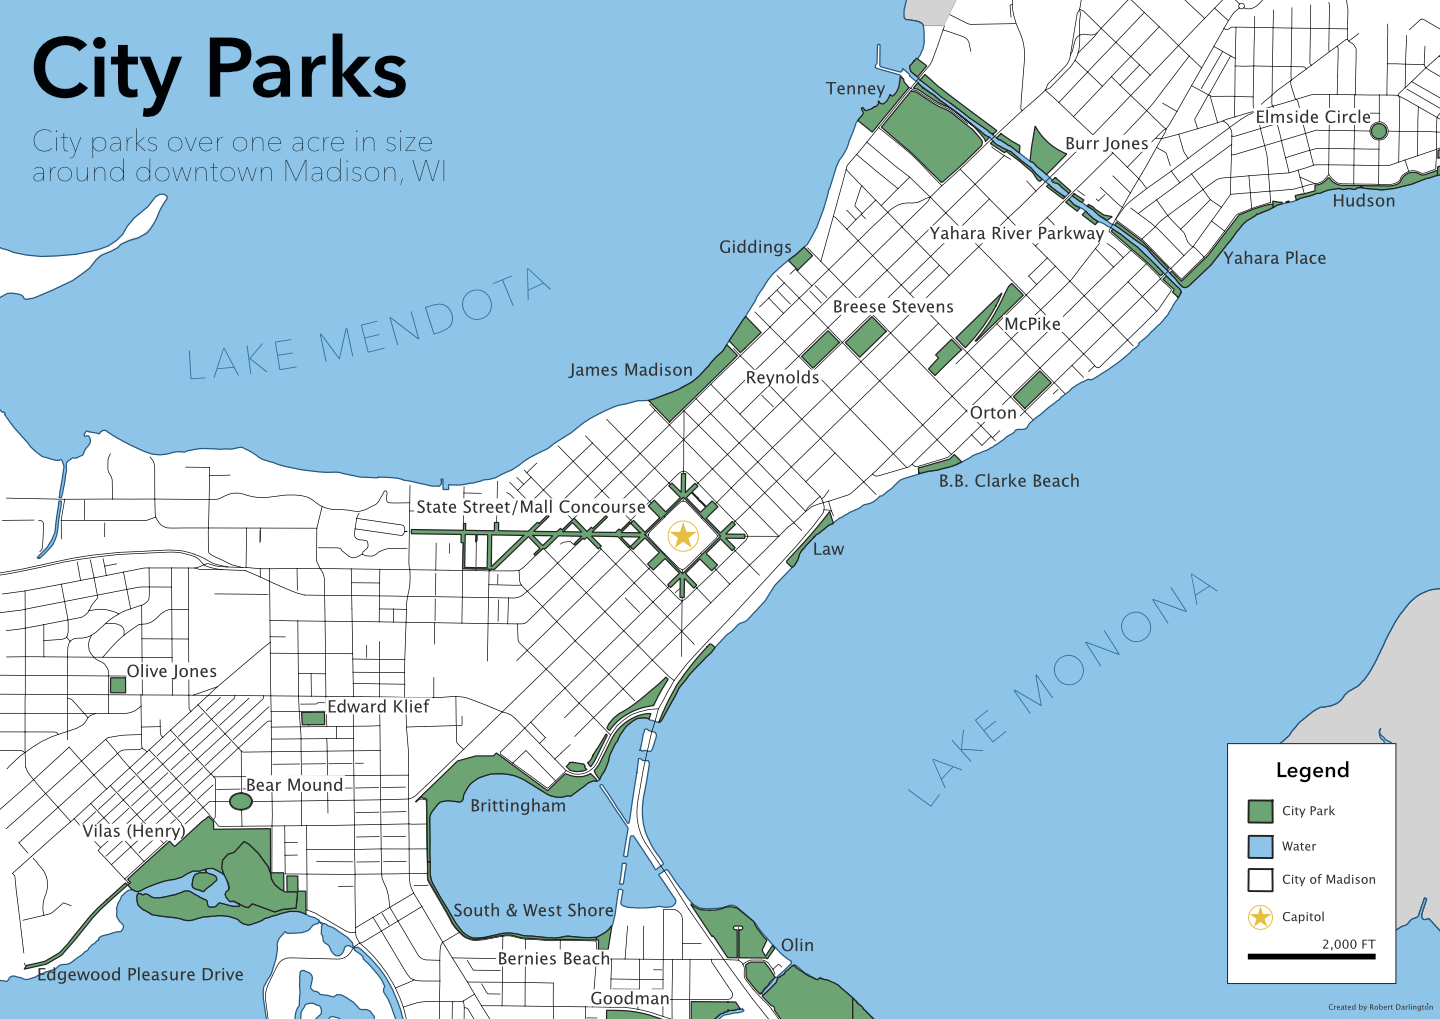 City Parks
City parks over one acre in size
around downtown Madison, WI
Tenney
Elmside Circle
Burr Jones
Hudson
Yahara River Parkway
Giddings
Yahara Place
LAKE MENDOTA
Breese Stevens
McPike
James Madison
Reynolds
Orton
B.B. Clarke Beach
State Street/Mall Concourse
Law
LAKE MONONA
Olive Jones
Edward Klief
Bear Mound
Brittingham
Vilas (Henry)
South & West Shore
Olin
Bernies Beach
Edgewood Pleasure Drive
Goodman
Legend
City Park
Water
City of Madison
Capitol
2,000 FT
Created by Robert Darlington